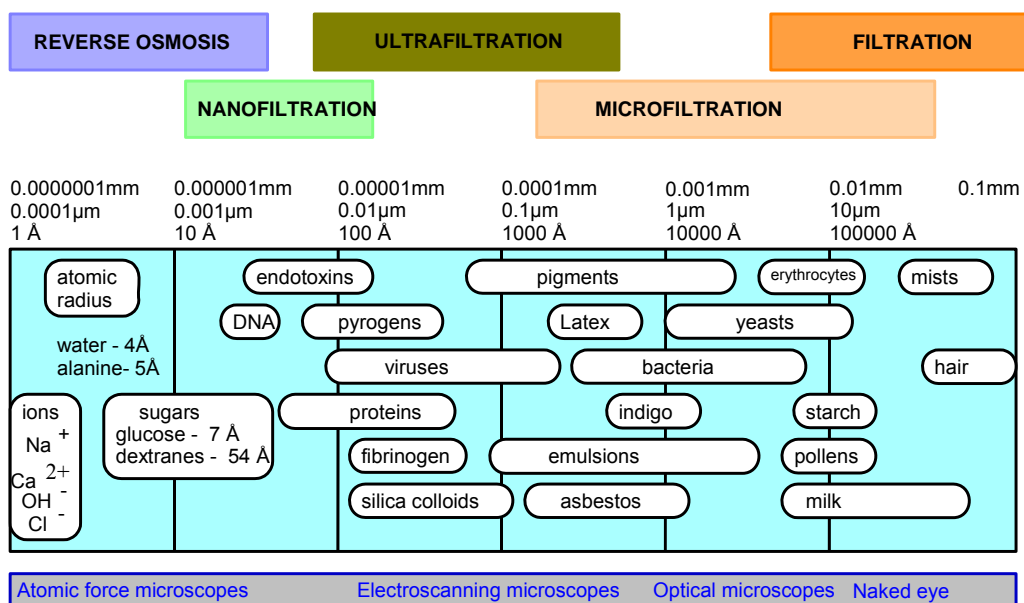 REVERSE OSMOSIS
ULTRAFILTRATION
FILTRATION
NANOFILTRATION
MICROFILTRATION
0.0000001mm 0.000001mm 0.00001mm 0.0001mm 0.001mm 0.01mm 0.1mm
0.0001µm 0.001µm 0.01µm 0.1µm 1µm 10µm
1 Å 10 Å 100 Å 1000 Å 10000 Å 100000 Å
atomic
radius
endotoxins
pigments
erythrocytes
mists
DNA
pyrogens
Latex
yeasts
water - 4Å
alanine- 5Å
viruses
bacteria
hair
ions
Na +
Ca 2+
OH -
Cl -
sugars
glucose - 7 Å
dextranes - 54 Å
proteins
indigo
starch
fibrinogen
emulsions
pollens
silica colloids
asbestos
milk
Atomic force microscopes
Electroscanning microscopes
Optical microscopes
Naked eye